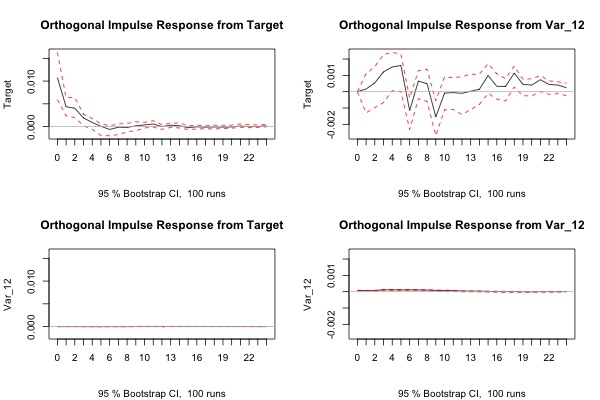 Orthogonal Impulse Response from Target
Target
0.000 0.010
0 2 4 6 8 10 13 16 19 22
95 % Bootstrap CI, 100 runs
Orthogonal Impulse Response from Var_12
Target
-0.002 0.001
0 2 4 6 8 10 13 16 19 22
95 % Bootstrap CI, 100 runs
Orthogonal Impulse Response from Target
Var_12
0.000 0.010
0 2 4 6 8 10 13 16 19 22
95 % Bootstrap CI, 100 runs
Orthogonal Impulse Response from Var_12
Var_12
-0.002 0.001
0 2 4 6 8 10 13 16 19 22
95 % Bootstrap CI, 100 runs